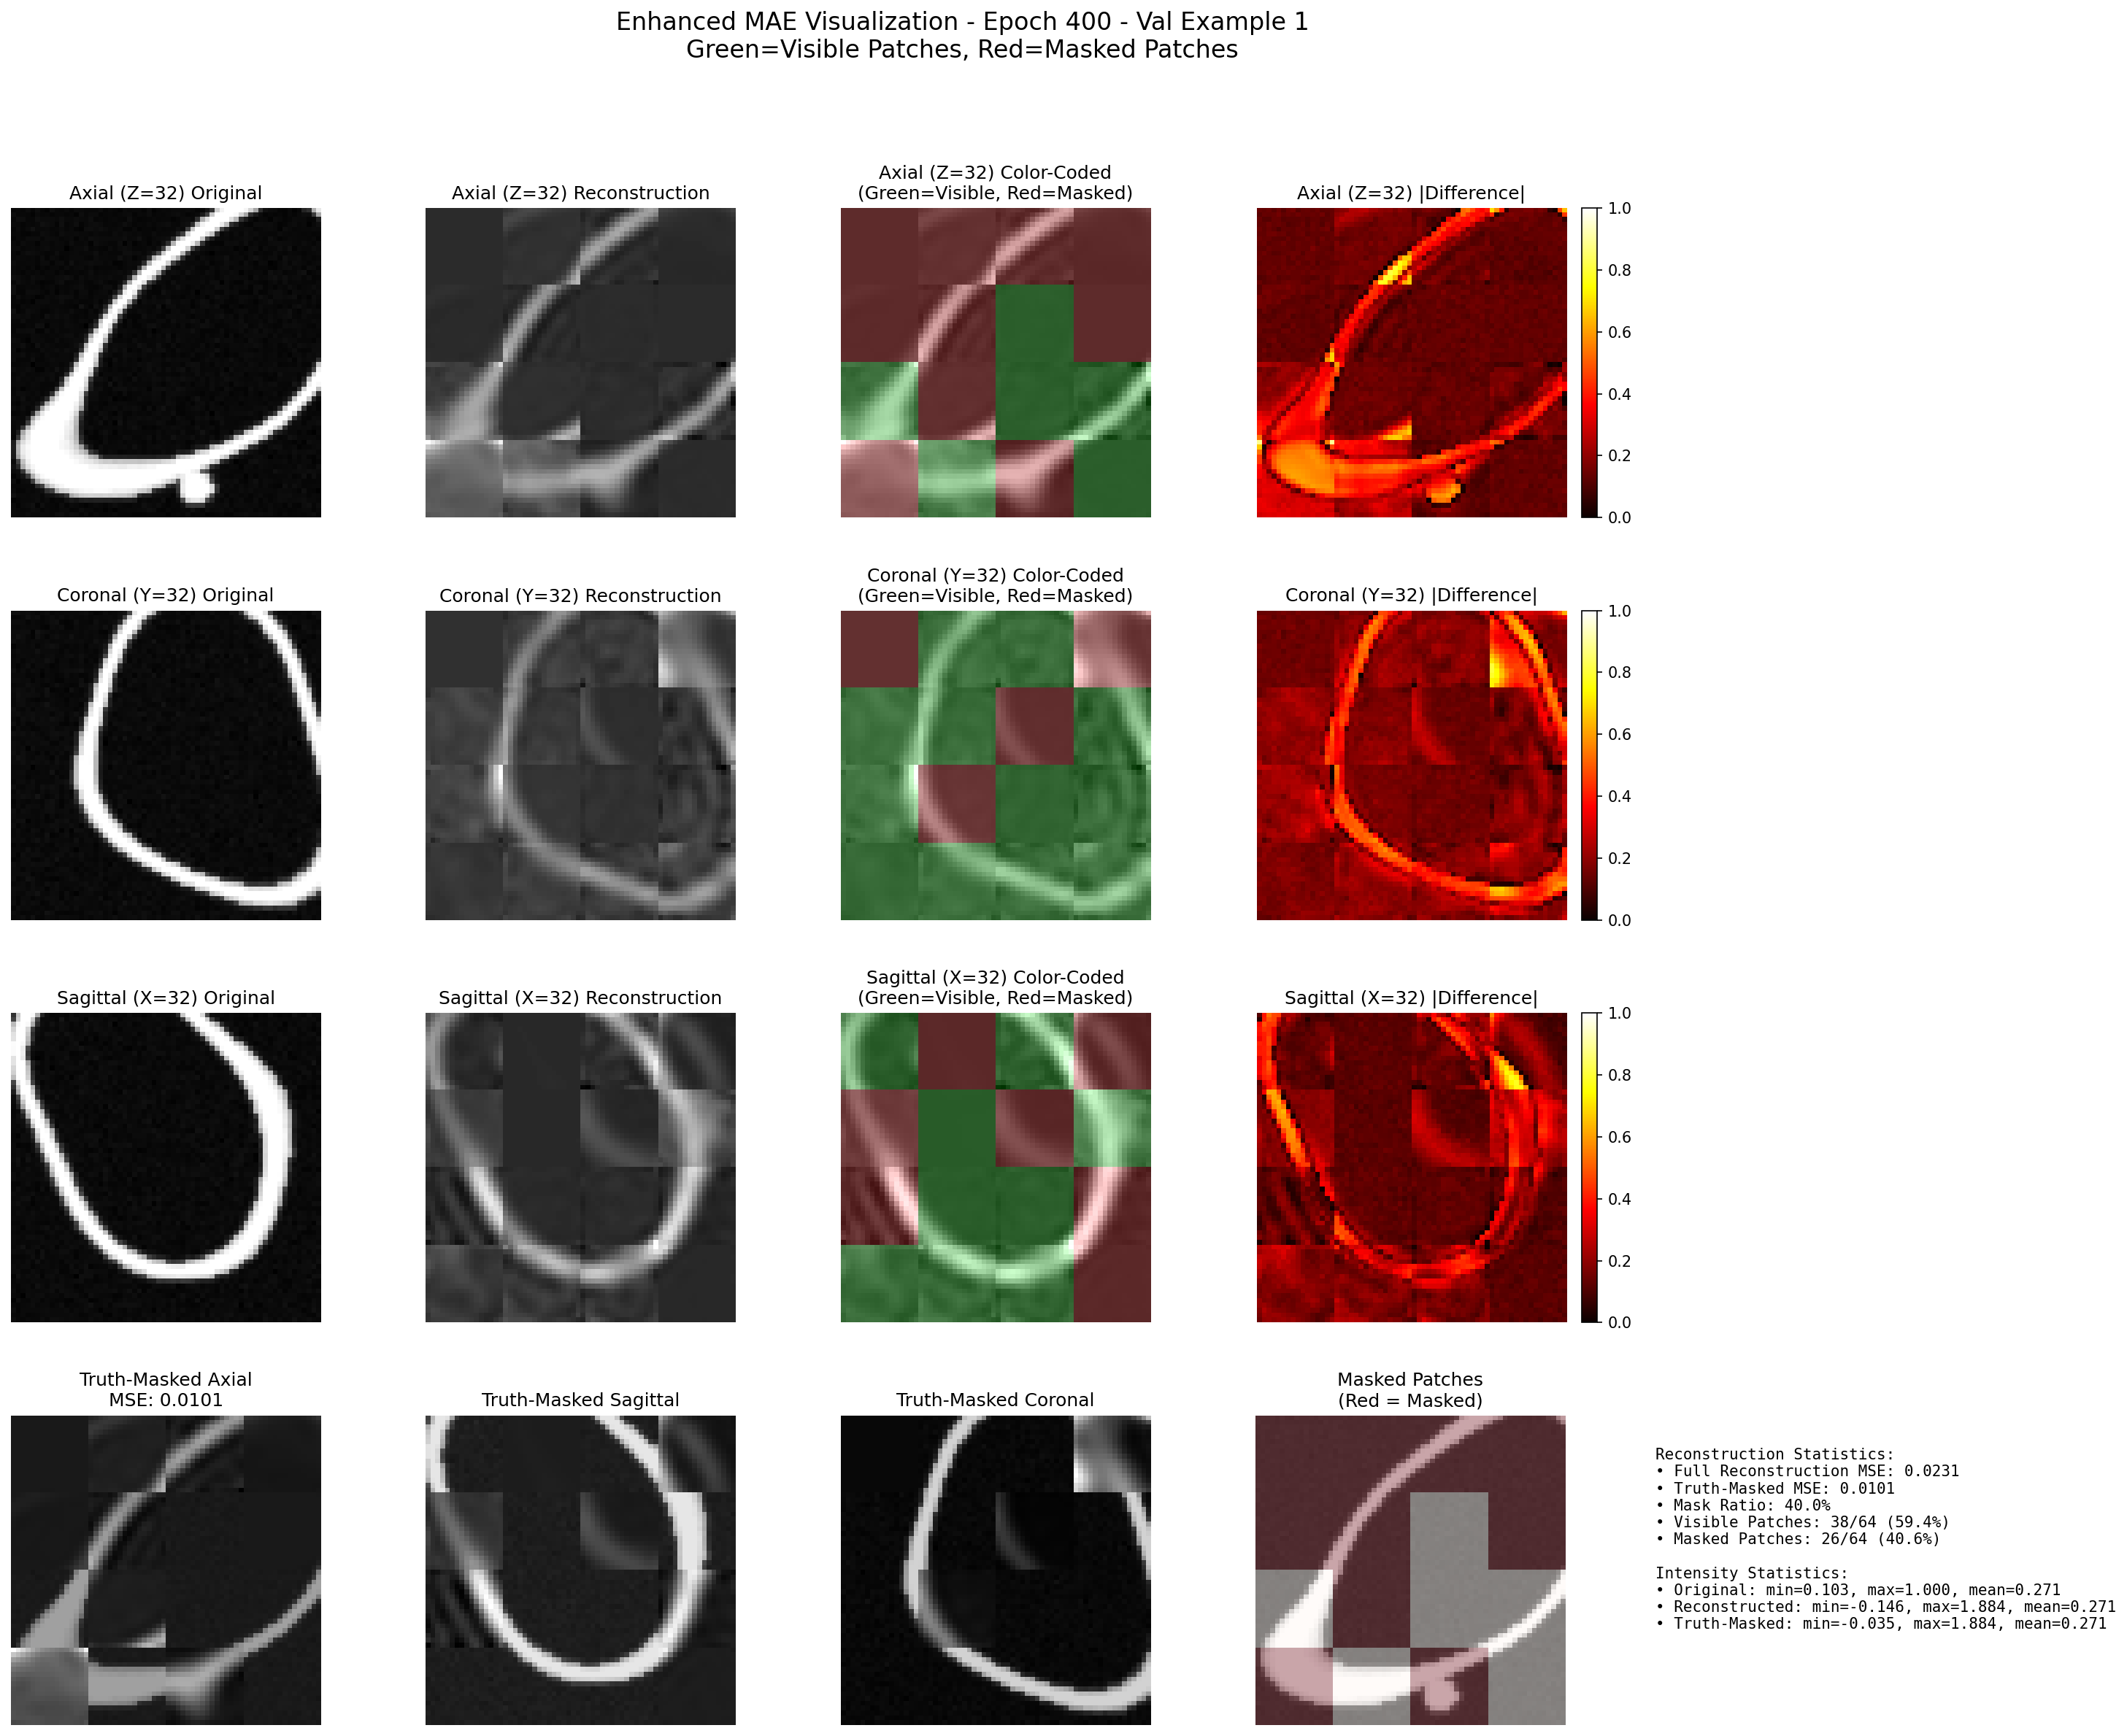 Enhanced MAE Visualization - Epoch 400 - Val Example 1
Green=Visible Patches, Red=Masked Patches
Axial (Z=32) Original
Axial (Z=32) Reconstruction
Axial (Z=32) Color-Coded
(Green=Visible, Red=Masked)
Axial (Z=32) |Difference|
1.0
0.8
0.6
0.4
0.2
0.0
Coronal (Y=32) Original
Coronal (Y=32) Reconstruction
Coronal (Y=32) Color-Coded
(Green=Visible, Red=Masked)
Coronal (Y=32) |Difference|
1.0
0.8
0.6
0.4
0.2
0.0
Sagittal (X=32) Original
Sagittal (X=32) Reconstruction
Sagittal (X=32) Color-Coded
(Green=Visible, Red=Masked)
Sagittal (X=32) |Difference|
1.0
0.8
0.6
0.4
0.2
0.0
Truth-Masked Axial
MSE: 0.0101
Truth-Masked Sagittal
Truth-Masked Coronal
Masked Patches
(Red = Masked)
Reconstruction Statistics:
• Full Reconstruction MSE: 0.0231
• Truth-Masked MSE: 0.0101
• Mask Ratio: 40.0%
• Visible Patches: 38/64 (59.4%)
• Masked Patches: 26/64 (40.6%)
Intensity Statistics:
• Original: min=0.103, max=1.000, mean=0.271
• Reconstructed: min=-0.146, max=1.884, mean=0.271
• Truth-Masked: min=-0.035, max=1.884, mean=0.271